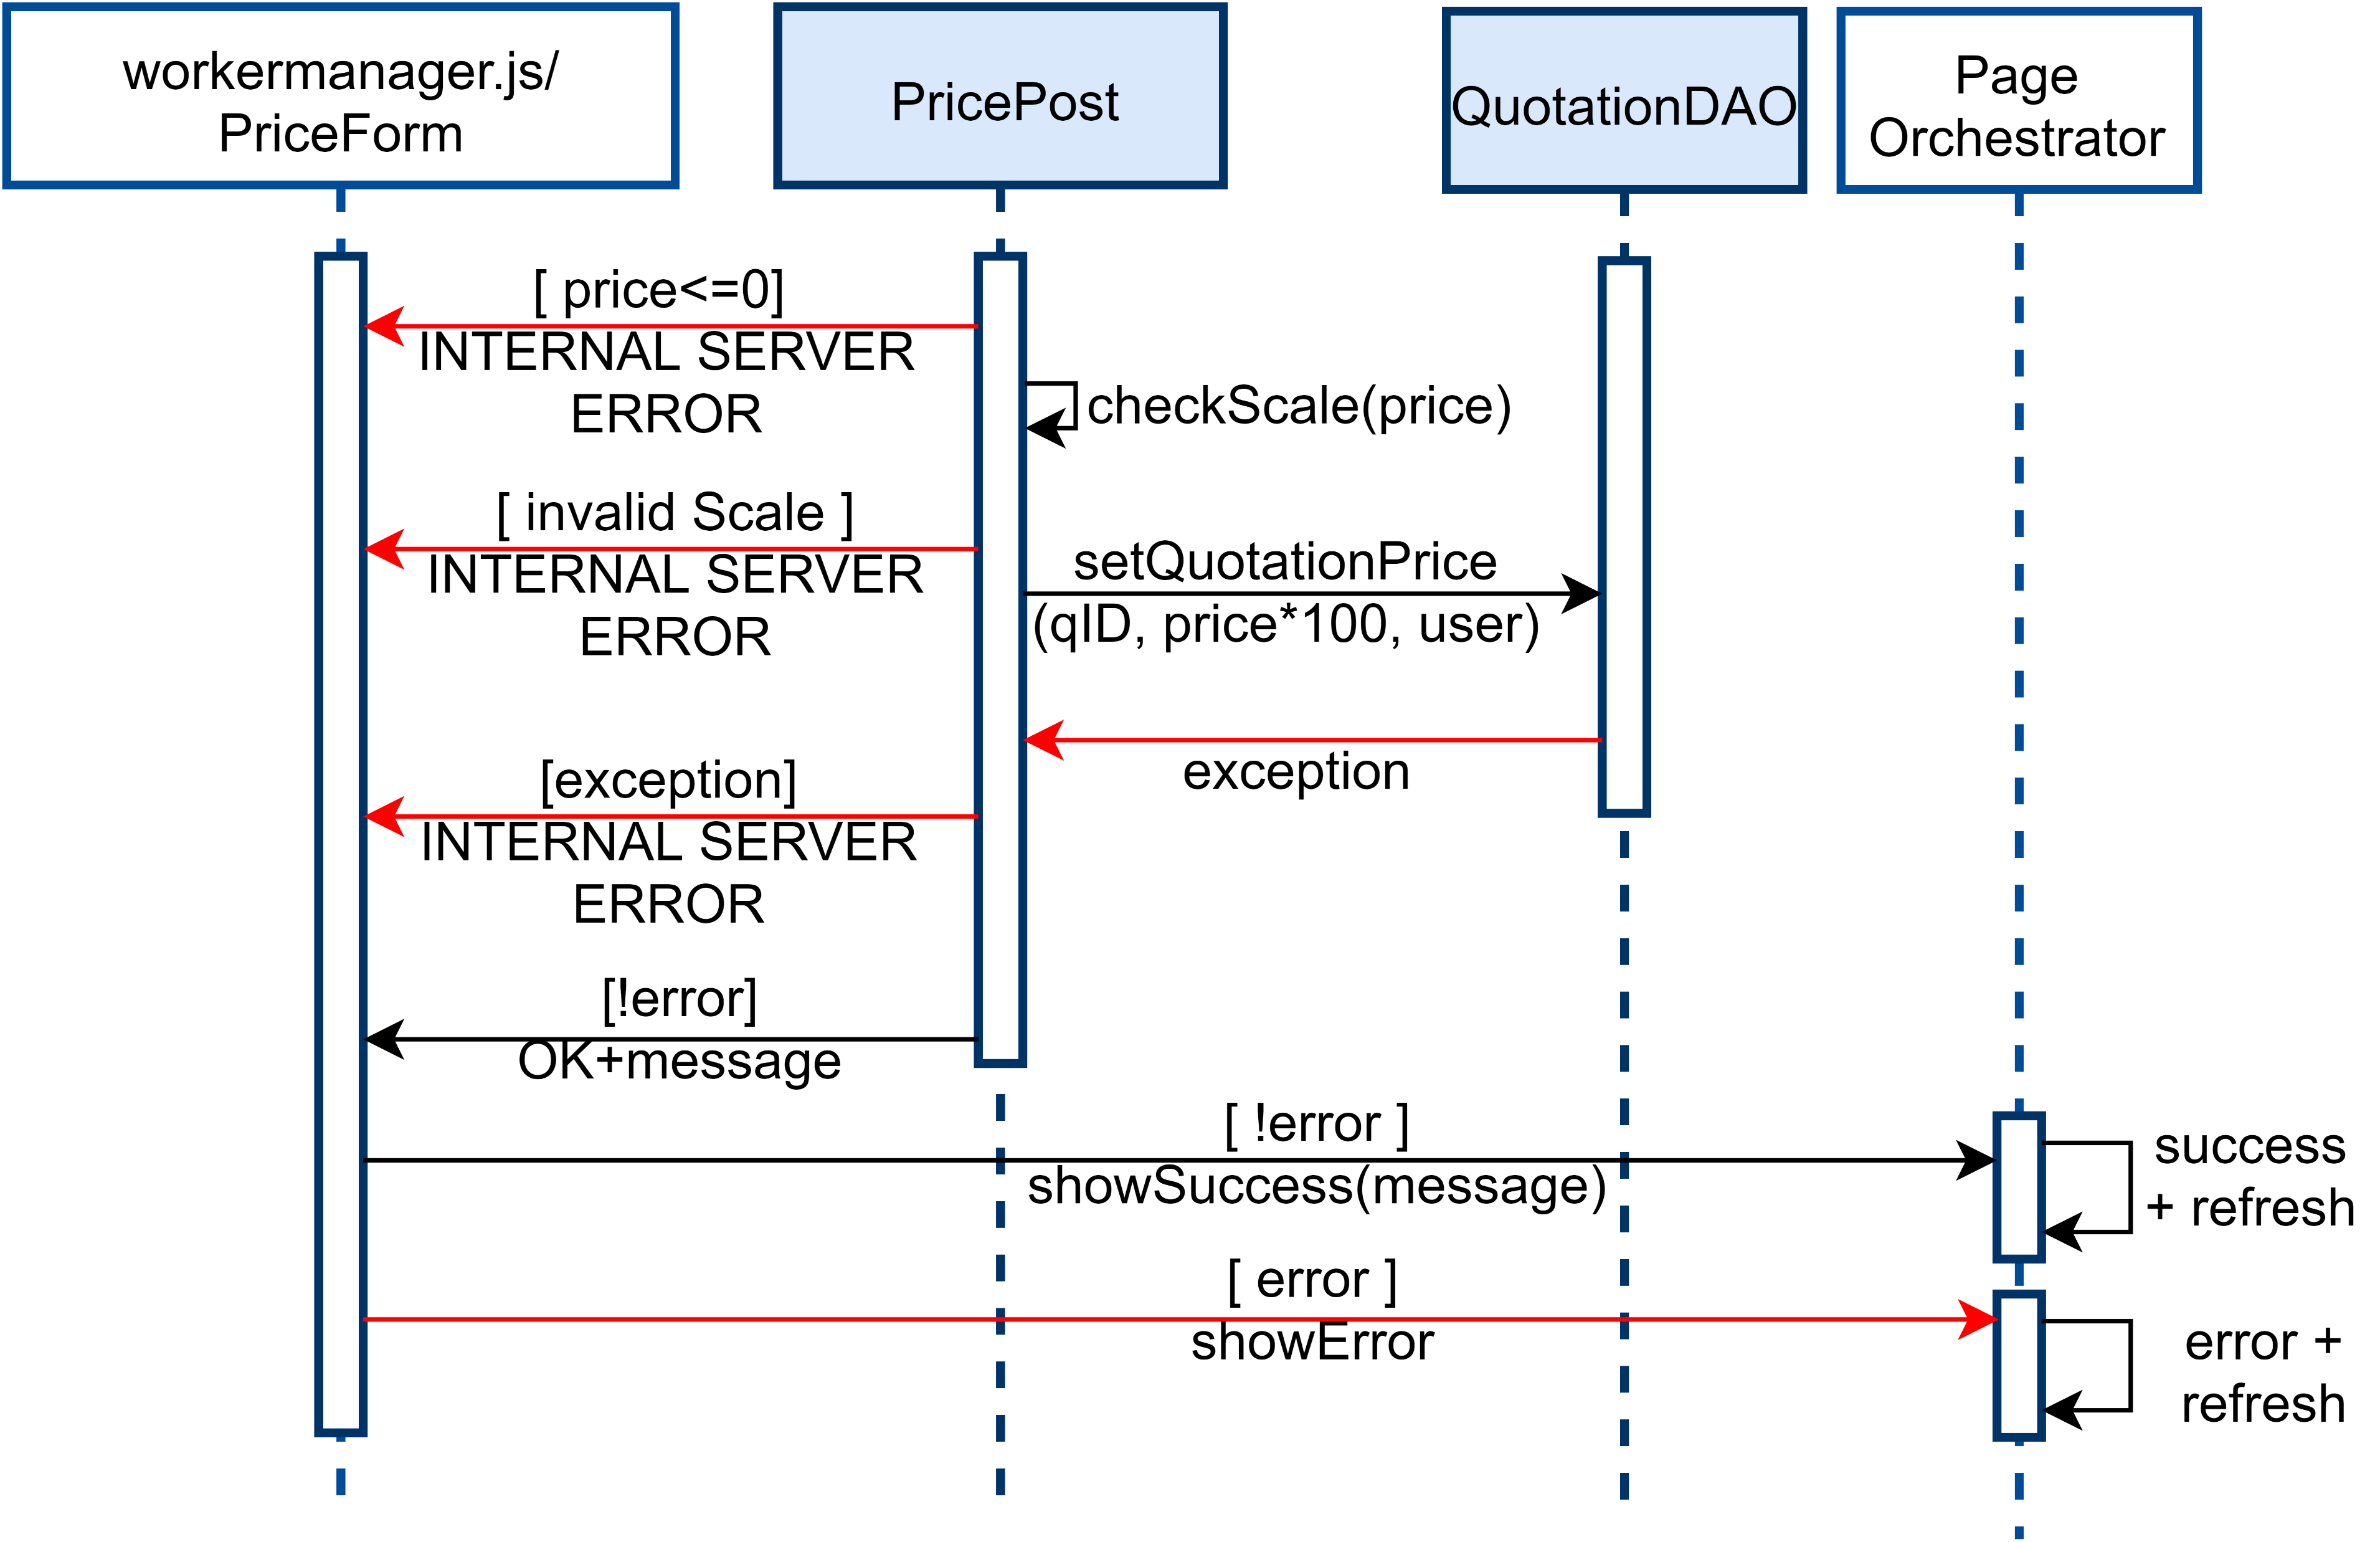 workermanager.js/
PriceForm
PricePost
QuotationDAO
Page
Orchestrator
[ price<=0]
INTERNAL SERVER
ERROR
checkScale(price)
[ invalid Scale ]
INTERNAL SERVER
ERROR
setQuotationPrice
(qID, price*100, user)
exception
[exception]
INTERNAL SERVER
ERROR
[!error]
OK+message
[ !error ]
showSuccess(message)
success
+ refresh
[ error ]
showError
error +
refresh